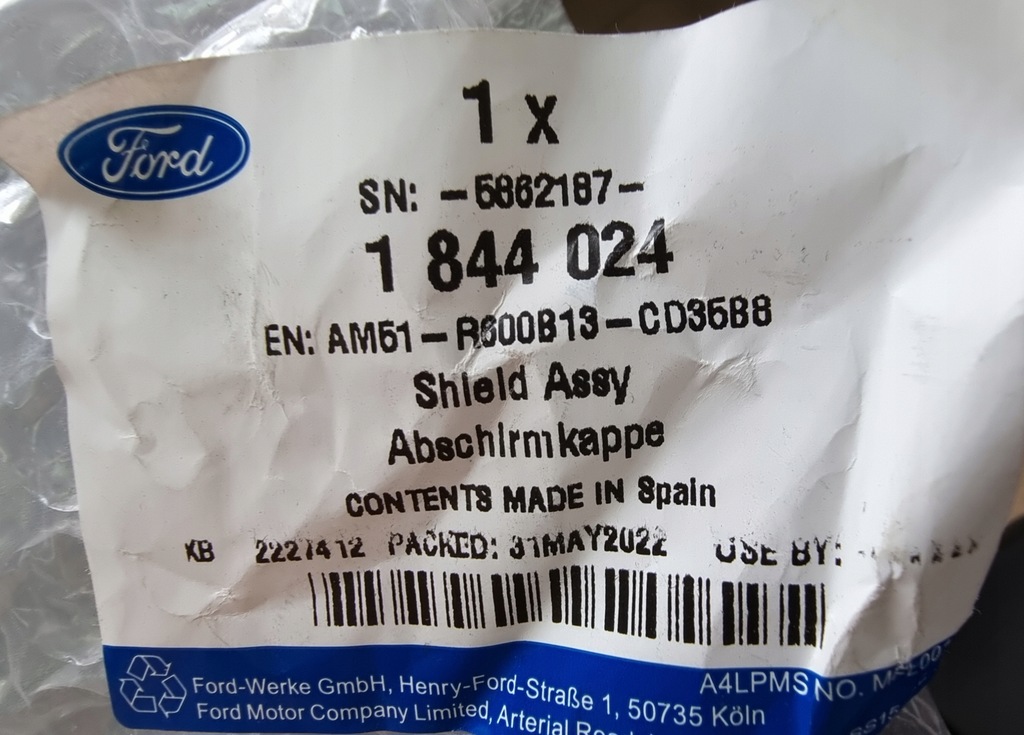 Ford
1 x
SN: -5862187-
1 844 024
EN: AM51-R600B13-CD35B8
Shield Assy
Abschirmkappe
CONTENTS MADE IN Spain
KB 2227412 PACKED: 31MAY2022 USE BY:
A4LPMS NO.
Ford-Werke GmbH, Henry-Ford-Straße 1, 50735 Köln
Ford Motor Company Limited, Arterial